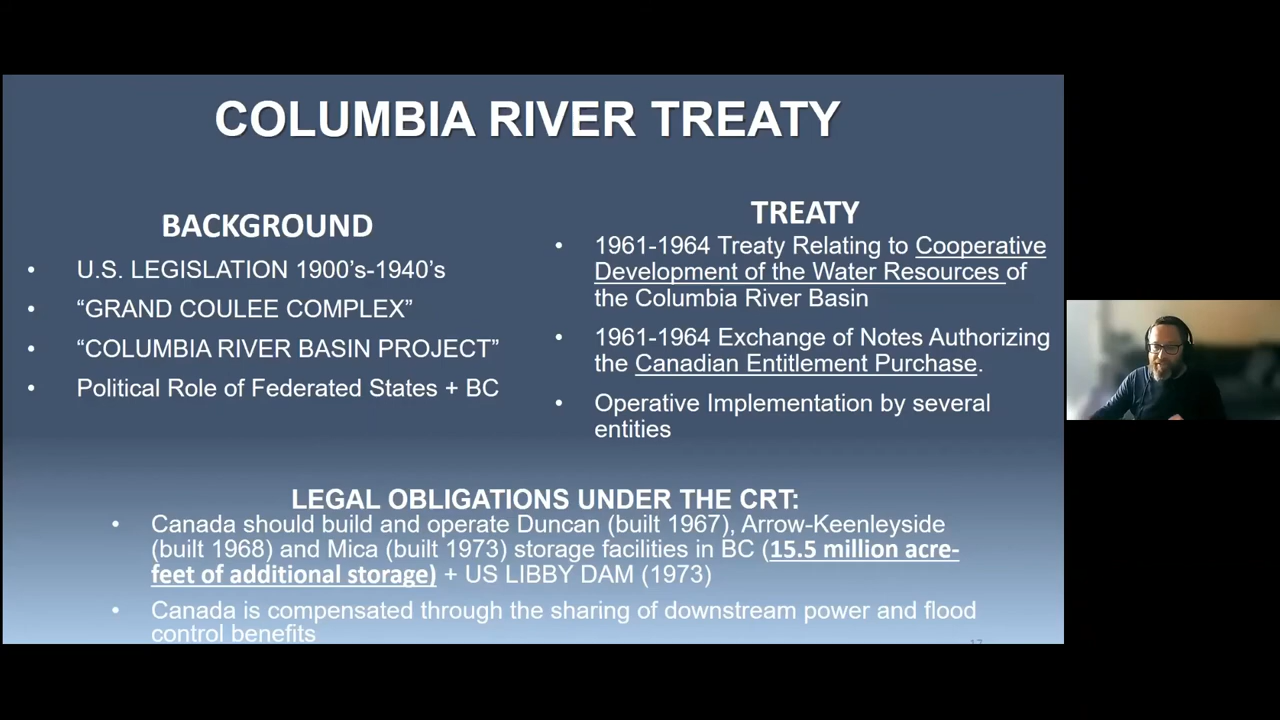 COLUMBIA RIVER TREATY
BACKGROUND
• U.S. LEGISLATION 1900’s-1940’s
• “GRAND COULEE COMPLEX”
• “COLUMBIA RIVER BASIN PROJECT”
• Political Role of Federated States + BC
TREATY
• 1961-1964 Treaty Relating to Cooperative
Development of the Water Resources of
the Columbia River Basin
• 1961-1964 Exchange of Notes Authorizing
the Canadian Entitlement Purchase.
• Operative Implementation by several
entities
LEGAL OBLIGATIONS UNDER THE CRT:
• Canada should build and operate Duncan (built 1967), Arrow-Keenleyside
(built 1968) and Mica (built 1973) storage facilities in BC (15.5 million acre-
feet of additional storage) + US LIBBY DAM (1973)
• Canada is compensated through the sharing of downstream power and flood
control benefits